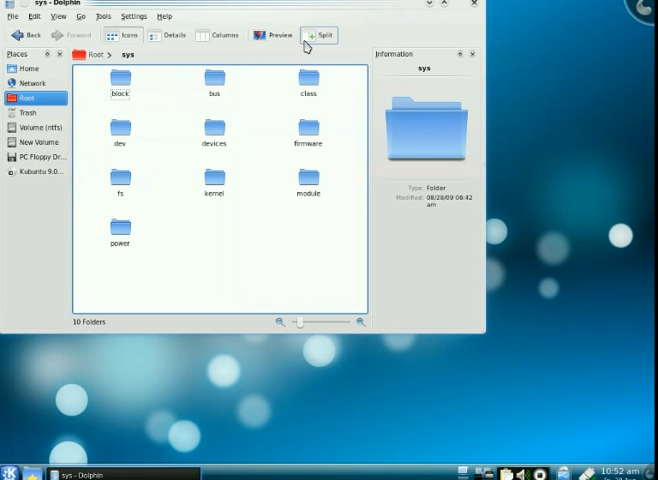 sys - Dolphin
File Edit View Go Tools Settings Help
Back Forward Icons Details Columns Preview Split
Places
Root sys
Information
Home
Network
Root
Trash
Volume (ntfs)
New Volume
PC Floppy Dr...
Kubuntu 9.0...
block bus class
dev devices firmware
fs kernel module
power
sys
Type: Folder
Modified: 08/28/09 06:42
am
10 Folders
sys - Dolphin
10:52 am